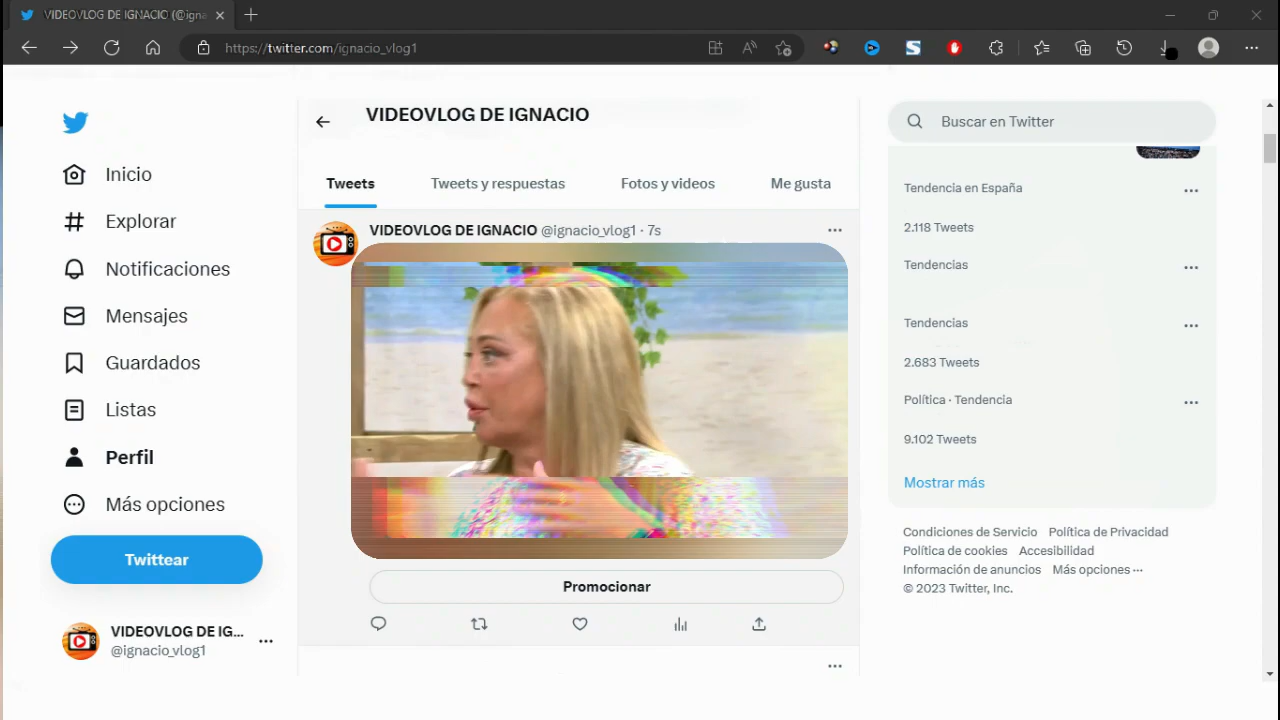 VIDEOVLOG DE IGNACIO (@igna
https://twitter.com/ignacio_vlog1
Inicio
Explorar
Notificaciones
Mensajes
Guardados
Listas
Perfil
Más opciones
Twittear
VIDEOVLOG DE IG...
@ignacio_vlog1
VIDEOVLOG DE IGNACIO
Tweets
Tweets y respuestas
Fotos y videos
Me gusta
VIDEOVLOG DE IGNACIO @ignacio_vlog1 · 7s
Promocionar
Buscar en Twitter
Tendencia en España
2.118 Tweets
Tendencias
Tendencias
2.683 Tweets
Política · Tendencia
9.102 Tweets
Mostrar más
Condiciones de Servicio Política de Privacidad
Política de cookies Accesibilidad
Información de anuncios Más opciones ···
© 2023 Twitter, Inc.